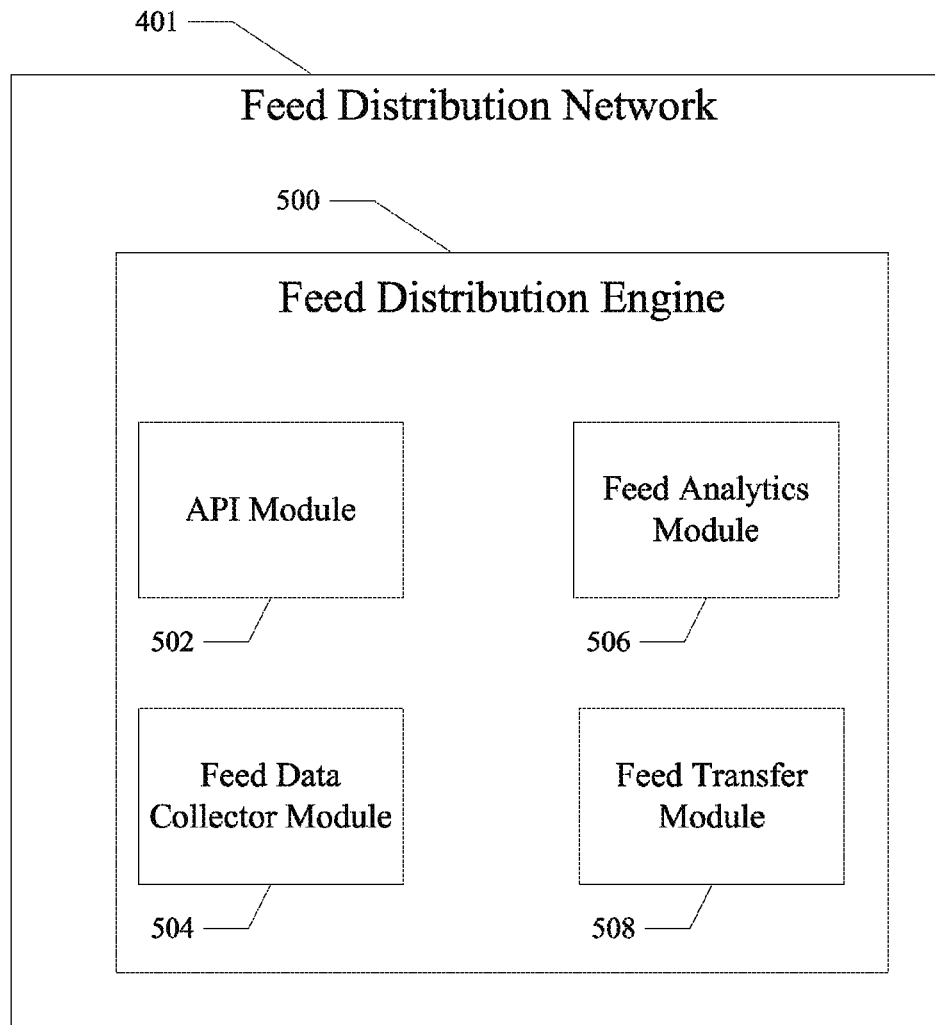 401
Feed Distribution Network
500
Feed Distribution Engine
API Module
Feed Analytics
Module
502
506
Feed Data
Collector Module
Feed Transfer
Module
504
508